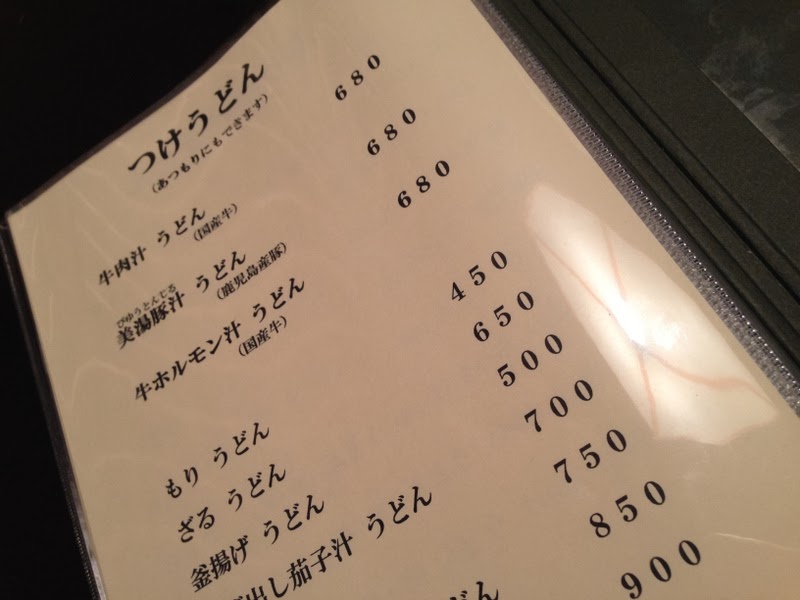 つけうどん
（あつもりにもできます）
牛肉汁 うどん 680
（国産牛）
びゆうとんじる
美湯豚汁 うどん 680
（鹿児島産豚）
牛ホルモン汁 うどん 680
（国産牛）
もり うどん 450
ざる うどん 650
釜揚げ うどん 500
出し茄子汁 うどん 700
どん 750
850
900